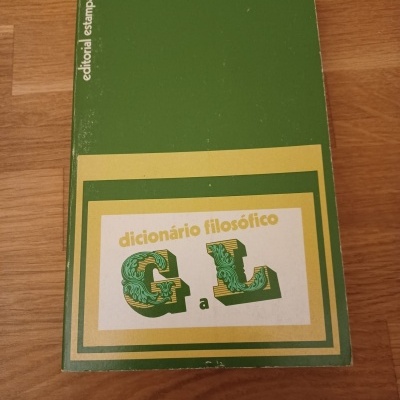 editorial estampa
dicionário filosófico
G a L